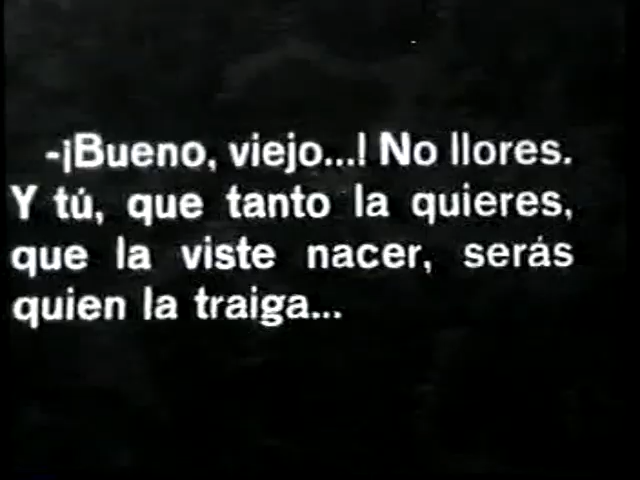 -¡Bueno, viejo...! No llores.
Y tú, que tanto la quieres,
que la viste nacer, serás
quien la traiga...